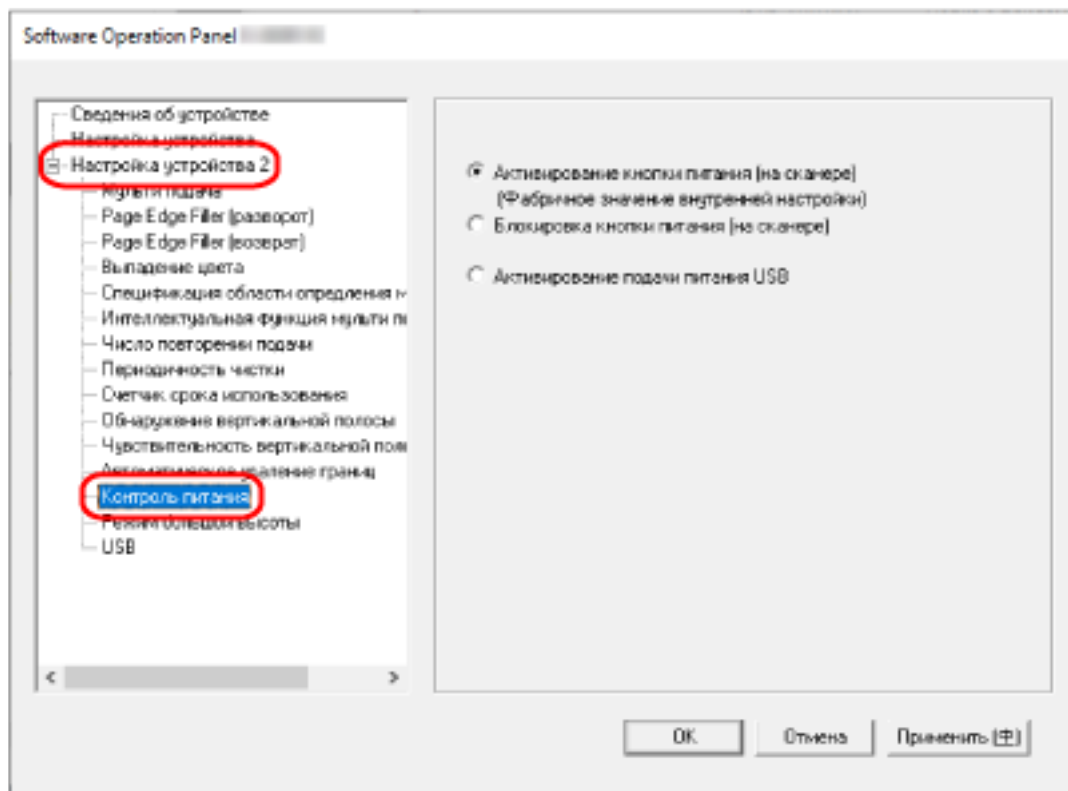 Software Operation Panel
Сведения об устройстве
Настройка устройства
Настройка устройства 2
Мульти подача
Page Edge Filler (разворот)
Page Edge Filler (возврат)
Выпадение цвета
Спецификация области опредления м
Интеллектуальная функция мульти по
Число повторении подачи
Периодичность чистки
Счетчик срока использования
Обнаружение вертикальной полосы
Чувствительность вертикальной поло
Автоматическое удаление границ
Контроль питания
Режим большой высоты
USB
Активирование кнопки питания (на сканере)
(Фабричное значение внутренней настройки)
Блокировка кнопки питания (на сканере)
Активирование подачи питания USB
OK
Отмена
Применить (中)